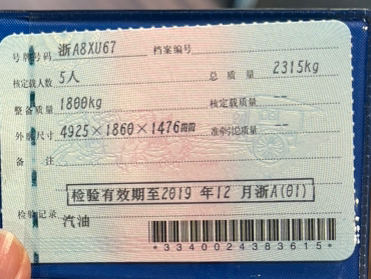 号牌号码 浙A8XU67 档案编号
核定载人数 5人 总质量 2315kg
整备质量 1800kg 核定载质量 --
外廓尺寸 4925×1860×1476mm 准牵引总质量 --
备注
检验有效期至2019年12月浙A(01)
检验记录 汽油
*3340024383615*